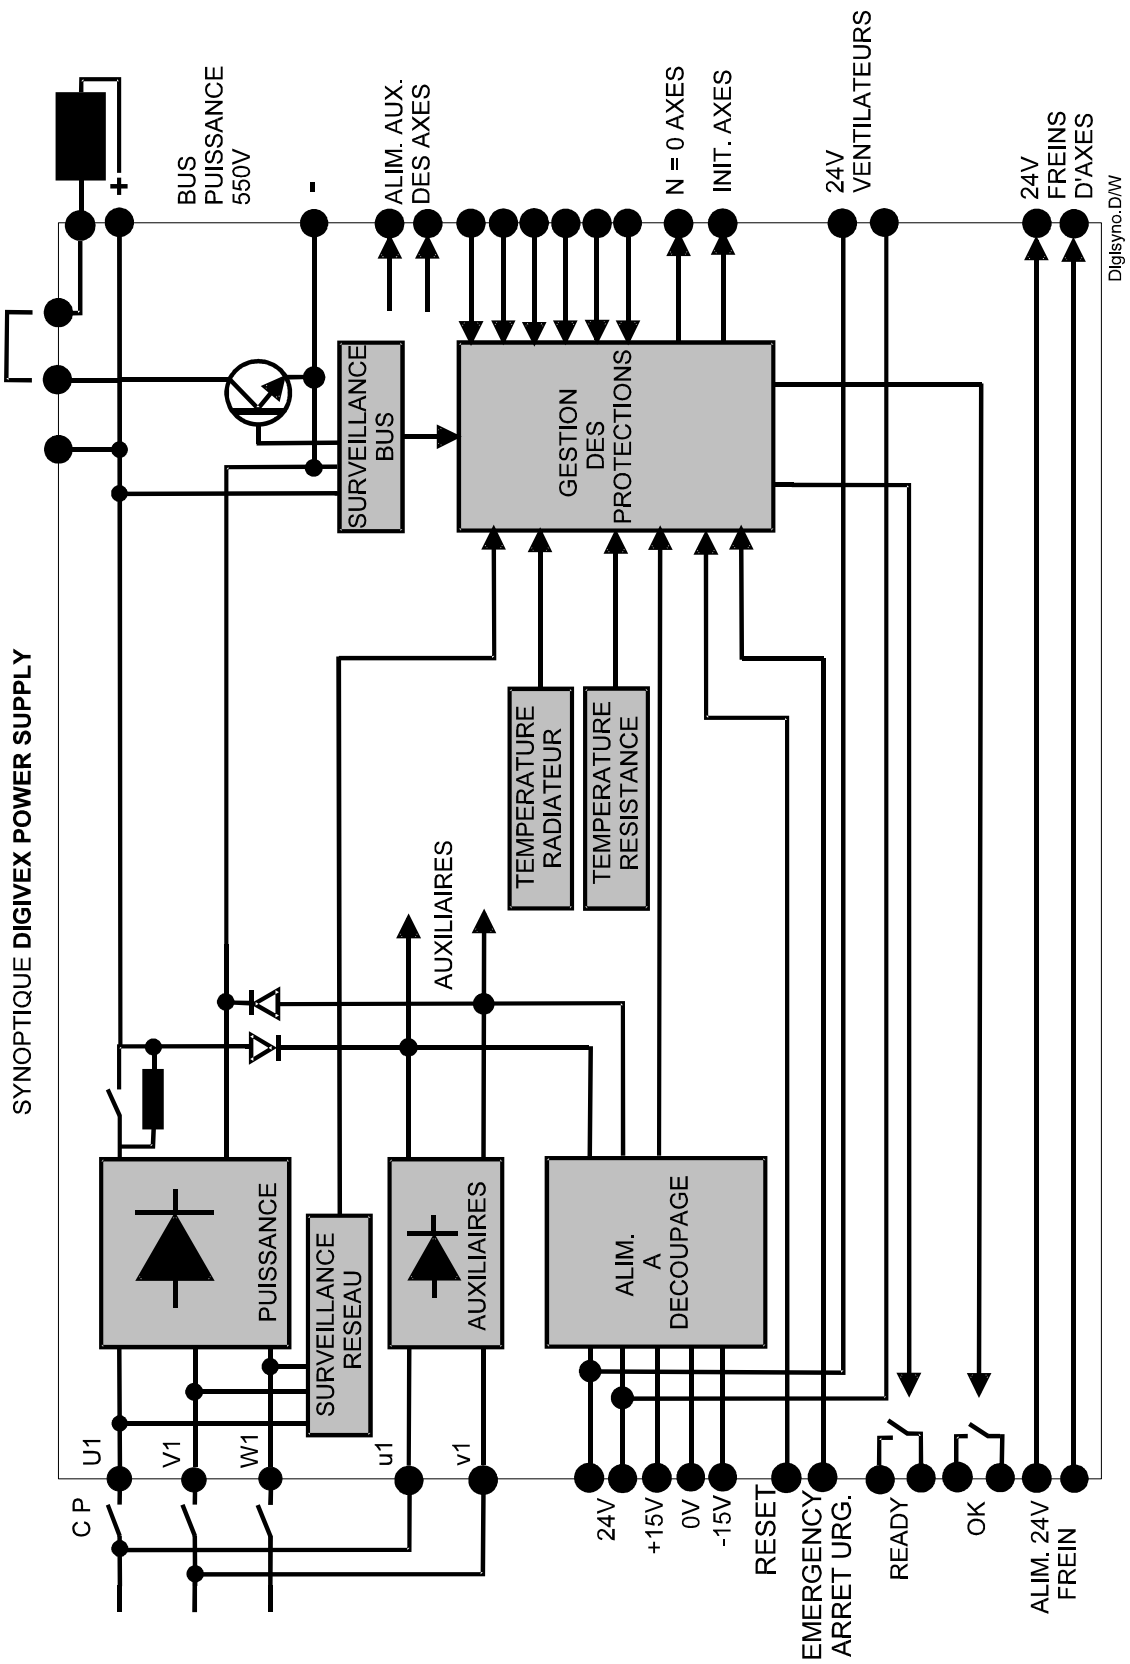 SYNOPTIQUE DIGIVEX POWER SUPPLY
C P
U1
V1
W1
u1
v1
24V
+15V
0V
-15V
RESET
EMERGENCY
ARRET URG.
READY
OK
ALIM. 24V
FREIN
PUISSANCE
SURVEILLANCE
RESEAU
AUXILIAIRES
ALIM.
A
DECOUPAGE
AUXILIAIRES
TEMPERATURE
RADIATEUR
TEMPERATURE
RESISTANCE
SURVEILLANCE
BUS
GESTION
DES
PROTECTIONS
+
BUS
PUISSANCE
550V
-
ALIM. AUX.
DES AXES
N = 0 AXES
INIT. AXES
24V
VENTILATEURS
24V
FREINS
D'AXES
DIgIsyno.D/W